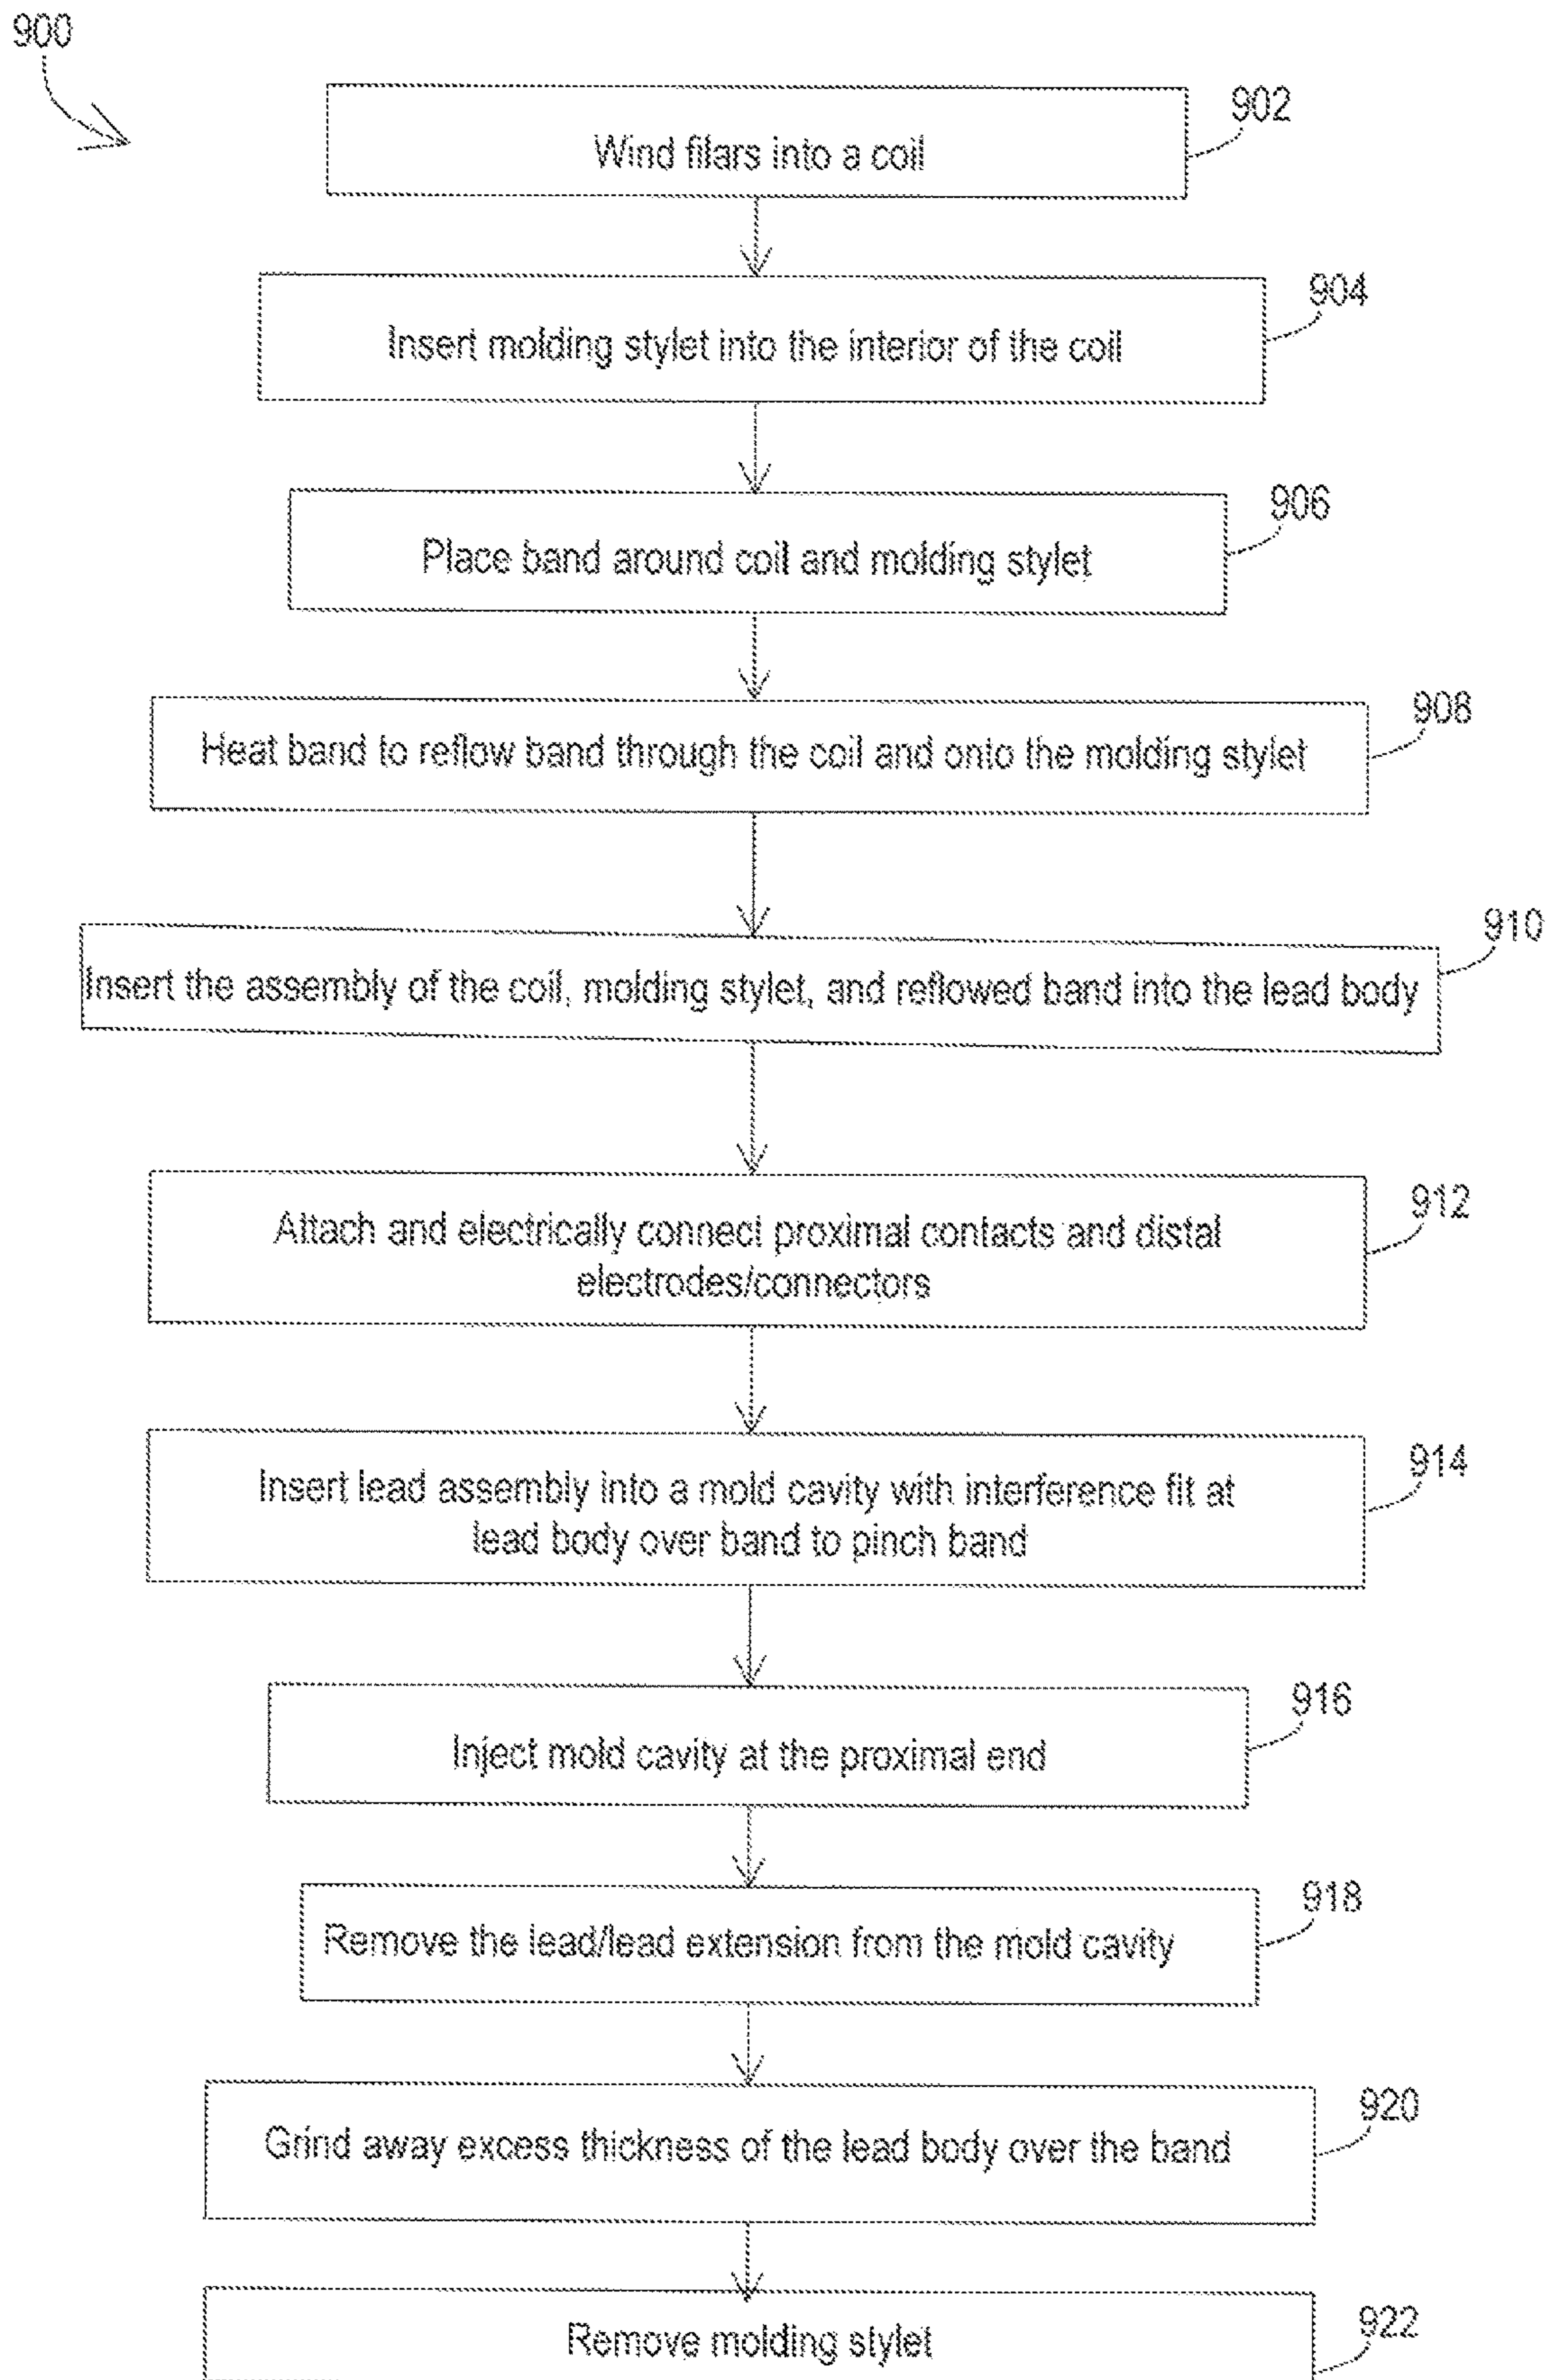 900
902
Wind filars into a coil
904
Insert molding stylet into the interior of the coil
906
Place band around coil and molding stylet
908
Heat band to reflow band through the coil and onto the molding stylet
910
Insert the assembly of the coil, molding stylet, and reflowed band into the lead body
912
Attach and electrically connect proximal contacts and distal
electrodes/connectors
914
Insert lead assembly into a mold cavity with interference fit at
lead body over band to pinch band
916
Inject mold cavity at the proximal end
918
Remove the lead/lead extension from the mold cavity
920
Grind away excess thickness of the lead body over the band
922
Remove molding stylet